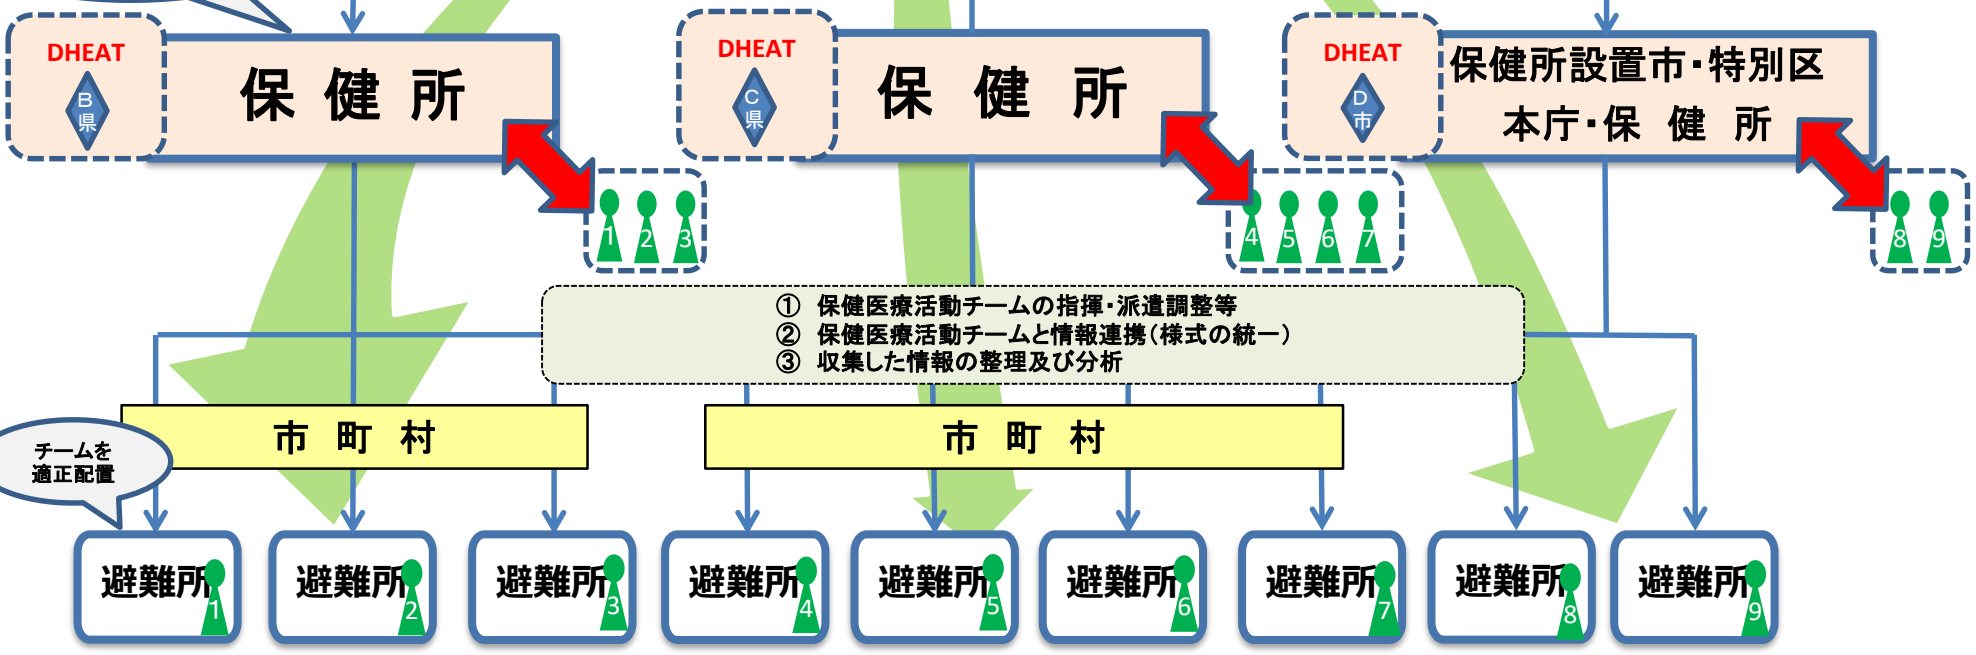 DHEAT
B
県
保 健 所
DHEAT
C
県
保 健 所
DHEAT
D
市
保健所設置市・特別区
本庁・保 健 所
1 2 3
4 5 6 7
8 9
① 保健医療活動チームの指揮・派遣調整等
② 保健医療活動チームと情報連携（様式の統一）
③ 収集した情報の整理及び分析
市 町 村
市 町 村
チームを
適正配置
避難所 1
避難所 2
避難所 3
避難所 4
避難所 5
避難所 6
避難所 7
避難所 8
避難所 9